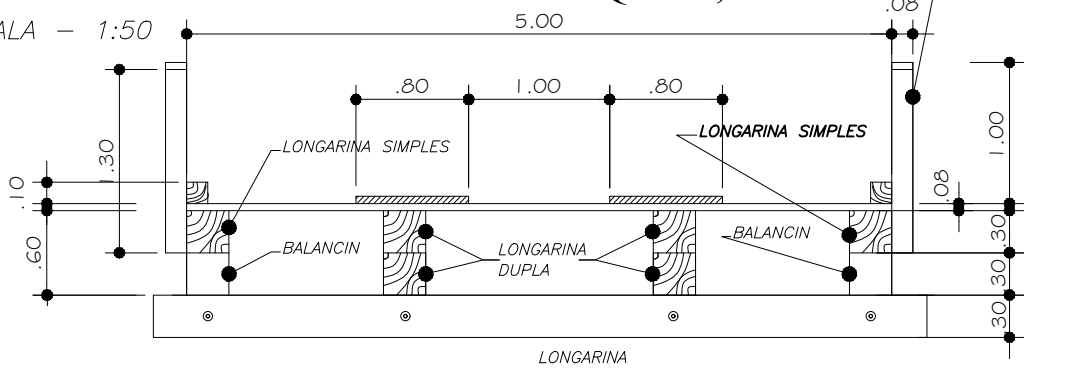 .08
ALA - 1:50
5.00
.80
1.00
.80
LONGARINA SIMPLES
LONGARINA SIMPLES
1.30
1.00
.10
.08
BALANCIN
LONGARINA
DUPLA
BALANCIN
.60
.30
.30
.30
LONGARINA